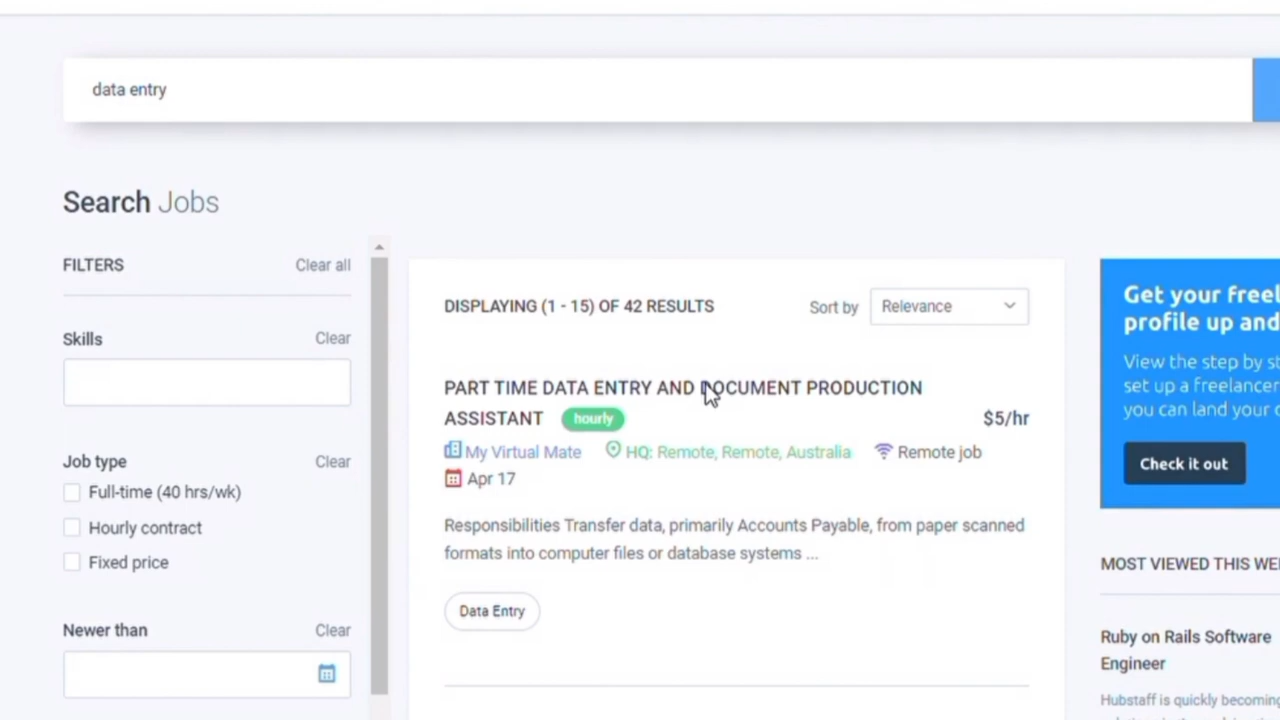 data entry
Search Jobs
FILTERS Clear all
Skills Clear
Job type Clear
Full-time (40 hrs/wk)
Hourly contract
Fixed price
Newer than Clear
DISPLAYING (1 - 15) OF 42 RESULTS Sort by Relevance
PART TIME DATA ENTRY AND DOCUMENT PRODUCTION
ASSISTANT hourly $5/hr
My Virtual Mate HQ: Remote, Remote, Australia Remote job
Apr 17
Responsibilities Transfer data, primarily Accounts Payable, from paper scanned
formats into computer files or database systems ...
Data Entry
Get your
profile up and
View the step by
set up a freelancer
you can land your
Check it out
MOST VIEWED THIS
Ruby on Rails Software
Engineer
Hubstaff is quickly becoming